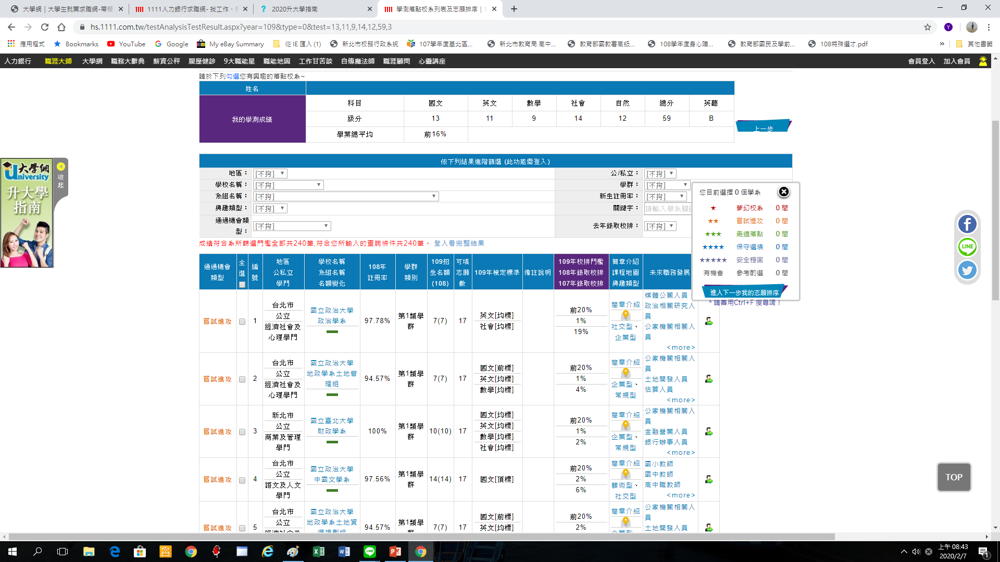 大學網 | 大學生就業求職網-帶領
1111人力銀行求職網- 找工作、
2020升大學指南
學測落點校系列表及志願排序 | 1
hs.1111.com.tw/testAnalysisTestResult.aspx?year=109&type=0&test=13,11,9,14,12,59,3
應用程式 Bookmarks YouTube Google My eBay Summary 從 IE 匯入 (1) 新北市校務行政系統 107學年度基北區... 新北市教育局 高中... 教育部國教署高級... 108學年度身心障... 教育部國民及學前... 108特殊選才.pdf » 其他書籤
人力銀行 職涯大師 大學網 職務大辭典 薪資公秤 履歷健診 9大職能星 職能地圖 工作甘苦談 自傳魔法師 職涯顧問 心靈講座 會員登入 加入會員
請於下列勾選您有興趣的落點校系~
姓名
我的學測成績
科目 國文 英文 數學 社會 自然 總分 英聽
級分 13 11 9 14 12 59 B
學業總平均 前16%
上一步
大學網
University
升大學
指南
收起
依下列結果進階篩選 (此功能需登入)
地區： [不拘] 公/私立： [不拘]
學校名稱： [不拘] 學群： [不拘]
系組名稱： [不拘] 新生註冊率： [不拘]
興趣類型： [不拘] 關鍵字： 請輸入學系關鍵
通過機會類型： [不拘] 去年錄取校排： [不拘]
成績符合系所篩選門檻全部共240筆,符合您所輸入的查詢條件共240筆。 登入看完整結果
您目前選擇 0 個學系
★ 夢幻校系 0 間
★★ 嘗試進攻 0 間
★★★ 最適落點 0 間
★★★★ 保守選填 0 間
★★★★★ 安全穩固 0 間
有機會 參考酌選 0 間
進入下一步我的志願排序
* 請善用Ctrl+F 搜尋唷！
通過機會類型
全選
編號
地區
公私立
學門
學校名稱
系組名稱
名額變化
108年
註冊率
學群
類別
109招生名額
(108)
可填志願數
109年檢定標準
備註說明
109年校排門檻
108年錄取校排
107年錄取校排
簡章介紹
課程地圖
興趣類型
未來職務發展
嘗試進攻
1
台北市
公立
經濟社會及
心理學門
國立政治大學
政治學系
97.78%
第1類學群
7(7)
17
英文[均標]
社會[均標]
前20%
1%
19%
簡章介紹
社交型、
企業型
媒體公關人員
政治相關研究人員
公家機關相關人員
<more>
嘗試進攻
2
台北市
公立
經濟社會及
心理學門
國立政治大學
地政學系土地管理組
94.57%
第1類學群
7(7)
17
國文[前標]
英文[均標]
數學[均標]
前20%
1%
4%
簡章介紹
企業型、
常規型
公家機關相關人員
土地開發人員
估算人員
<more>
嘗試進攻
3
新北市
公立
商業及管理
學門
國立臺北大學
財政學系
100%
第1類學群
10(10)
17
國文[均標]
英文[均標]
數學[均標]
社會[均標]
前20%
1%
2%
簡章介紹
企業型、
常規型
公家機關相關人員
金融營業人員
銀行辦事人員
<more>
嘗試進攻
4
台北市
公立
語文及人文
學門
國立政治大學
中國文學系
97.56%
第1類學群
14(14)
17
國文[頂標]
前20%
2%
6%
簡章介紹
藝術型、
社交型
國小教師
國中教師
高中職教師
<more>
嘗試進攻
5
台北市
公立
國立政治大學
地政學系土地資
94.57%
第1類學群
7(7)
17
國文[前標]
英文[均標]
前20%
2%
簡章介紹
公家機關相關人員
土地開發人員
LINE
TOP
上午 08:43
2020/2/7
1